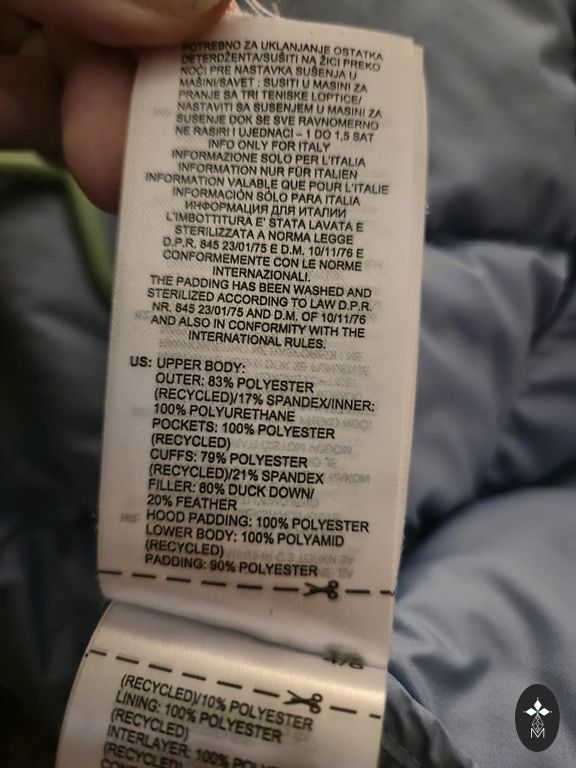 POTREBNO ZA UKLANJANJE OSTATKA
DETERDŽENTA/SUŠITI NA ŽICI PREKO
NOĆI PRE NASTAVKA SUŠENJA U
MAŠINI/SAVET : SUSITI U MASINI ZA
PRANJE SA TRI TENISKE LOPTICE/
NASTAVITI SA SUSENJEM U MASINI ZA
SUSENJE DOK SE SVE RAVNOMERNO
NE RASIRI I UJEDNACI – 1 DO 1,5 SAT
INFO ONLY FOR ITALY
INFORMAZIONE SOLO PER L'ITALIA
INFORMATION NUR FÜR ITALIEN
INFORMATION VALABLE QUE POUR L'ITALIE
INFORMACIÓN SÓLO PARA ITALIA
ИНФОРМАЦИЯ ДЛЯ ИТАЛИИ
L'IMBOTTITURA E' STATA LAVATA E
STERILIZZATA A NORMA LEGGE
D.P.R. 845 23/01/75 E D.M. 10/11/76 E
CONFORMEMENTE CON LE NORME
INTERNAZIONALI.
THE PADDING HAS BEEN WASHED AND
STERILIZED ACCORDING TO LAW D.P.R.
NR. 845 23/01/75 AND D.M. OF 10/11/76
AND ALSO IN CONFORMITY WITH THE
INTERNATIONAL RULES.
US: UPPER BODY:
OUTER: 83% POLYESTER
(RECYCLED)/17% SPANDEX/INNER:
100% POLYURETHANE
POCKETS: 100% POLYESTER
(RECYCLED)
CUFFS: 79% POLYESTER
(RECYCLED)/21% SPANDEX
FILLER: 80% DUCK DOWN/
20% FEATHER
HOOD PADDING: 100% POLYESTER
LOWER BODY: 100% POLYAMID
(RECYCLED)
PADDING: 90% POLYESTER
(RECYCLED)/10% POLYESTER
LINING: 100% POLYESTER
(RECYCLED)
INTERLAYER: 100%
(RECYCLED)
M